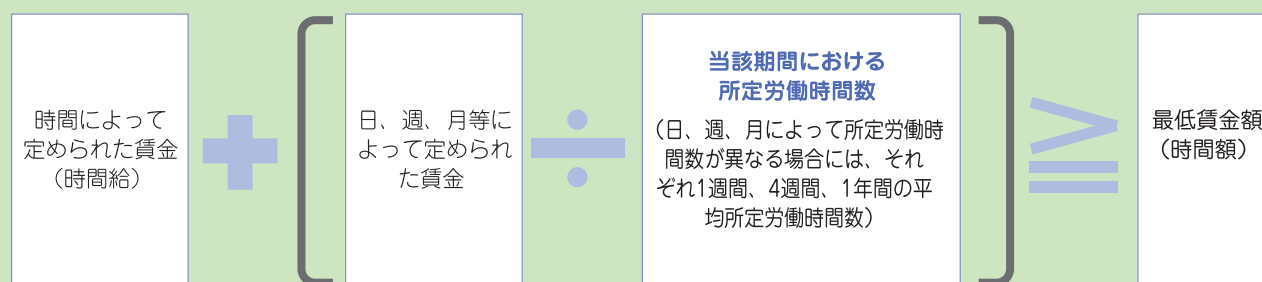 時間によって
定められた賃金
（時間給）
日、週、月等に
よって定められ
た賃金
当該期間における
所定労働時間数
（日、週、月によって所定労働時
間数が異なる場合には、それ
ぞれ1週間、4週間、1年間の平
均所定労働時間数）
最低賃金額
（時間額）